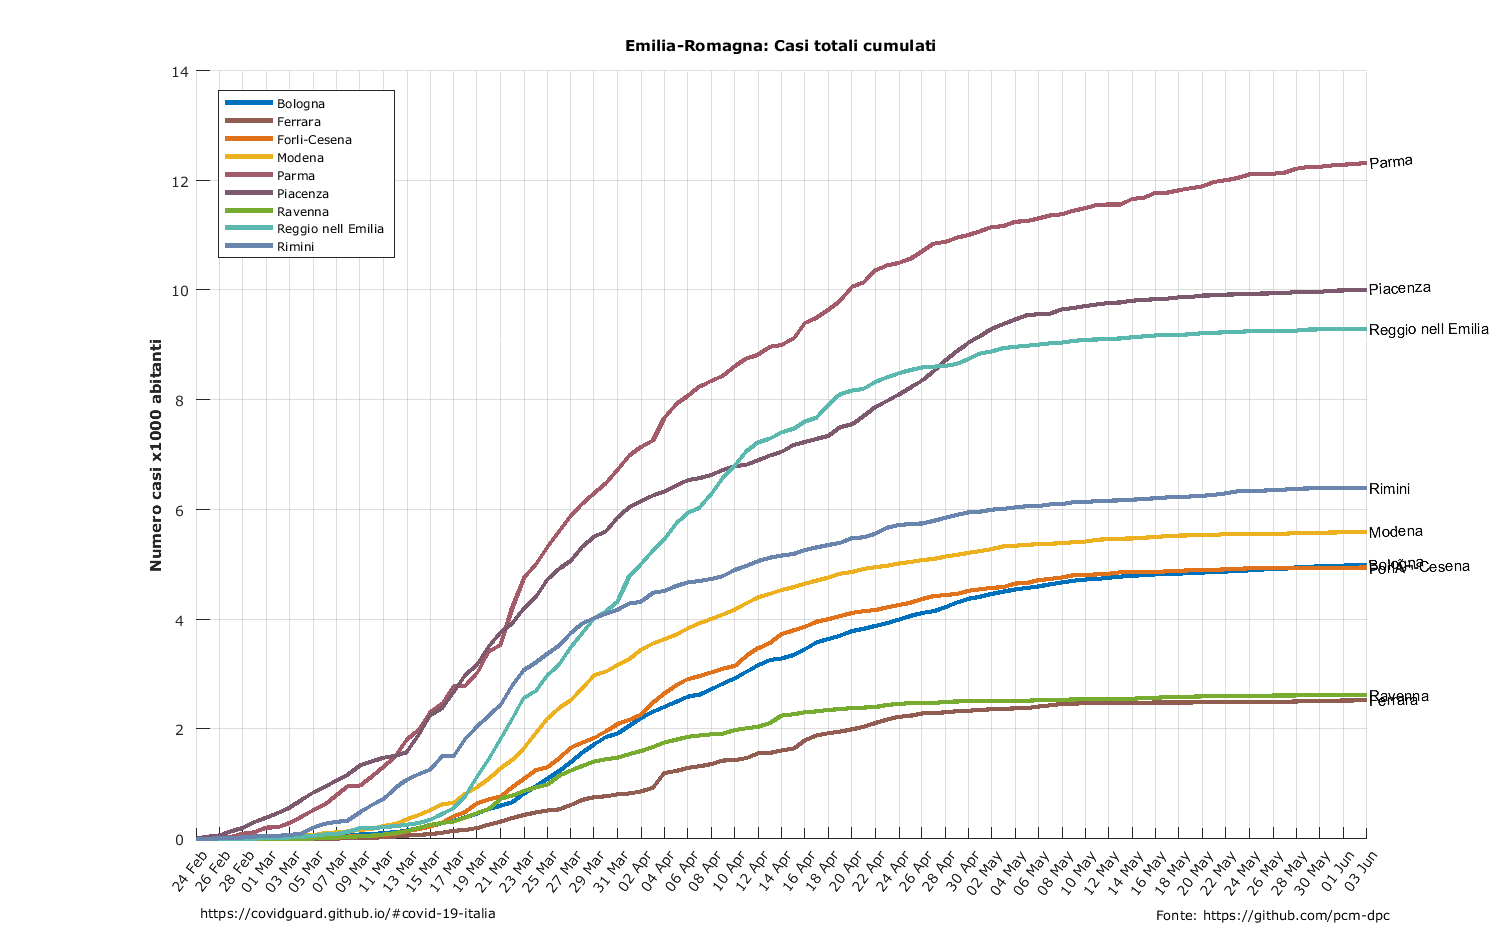 Emilia-Romagna: Casi totali cumulati
14
12
10
8
6
4
2
0
Numero casi x1000 abitanti
Bologna
Ferrara
Forli-Cesena
Modena
Parma
Piacenza
Ravenna
Reggio nell Emilia
Rimini
Parma
Piacenza
Reggio nell Emilia
Rimini
Modena
Bologna
Ravenna
Ferrara
24 Feb
26 Feb
28 Feb
01 Mar
03 Mar
05 Mar
07 Mar
09 Mar
11 Mar
13 Mar
15 Mar
17 Mar
19 Mar
21 Mar
23 Mar
25 Mar
27 Mar
29 Mar
31 Mar
02 Apr
04 Apr
06 Apr
08 Apr
10 Apr
12 Apr
14 Apr
16 Apr
18 Apr
20 Apr
22 Apr
24 Apr
26 Apr
28 Apr
30 Apr
02 May
04 May
06 May
08 May
10 May
12 May
14 May
16 May
18 May
20 May
22 May
24 May
26 May
28 May
30 May
01 Jun
03 Jun
https://covidguard.github.io/#covid-19-italia
Fonte: https://github.com/pcm-dpc